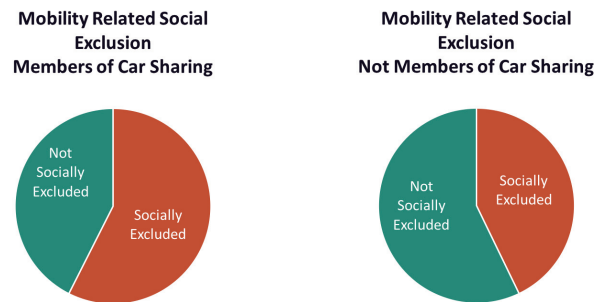 Mobility Related Social
Exclusion
Members of Car Sharing
Not
Socially
Excluded
Socially
Excluded
Mobility Related Social
Exclusion
Not Members of Car Sharing
Not
Socially
Excluded
Socially
Excluded